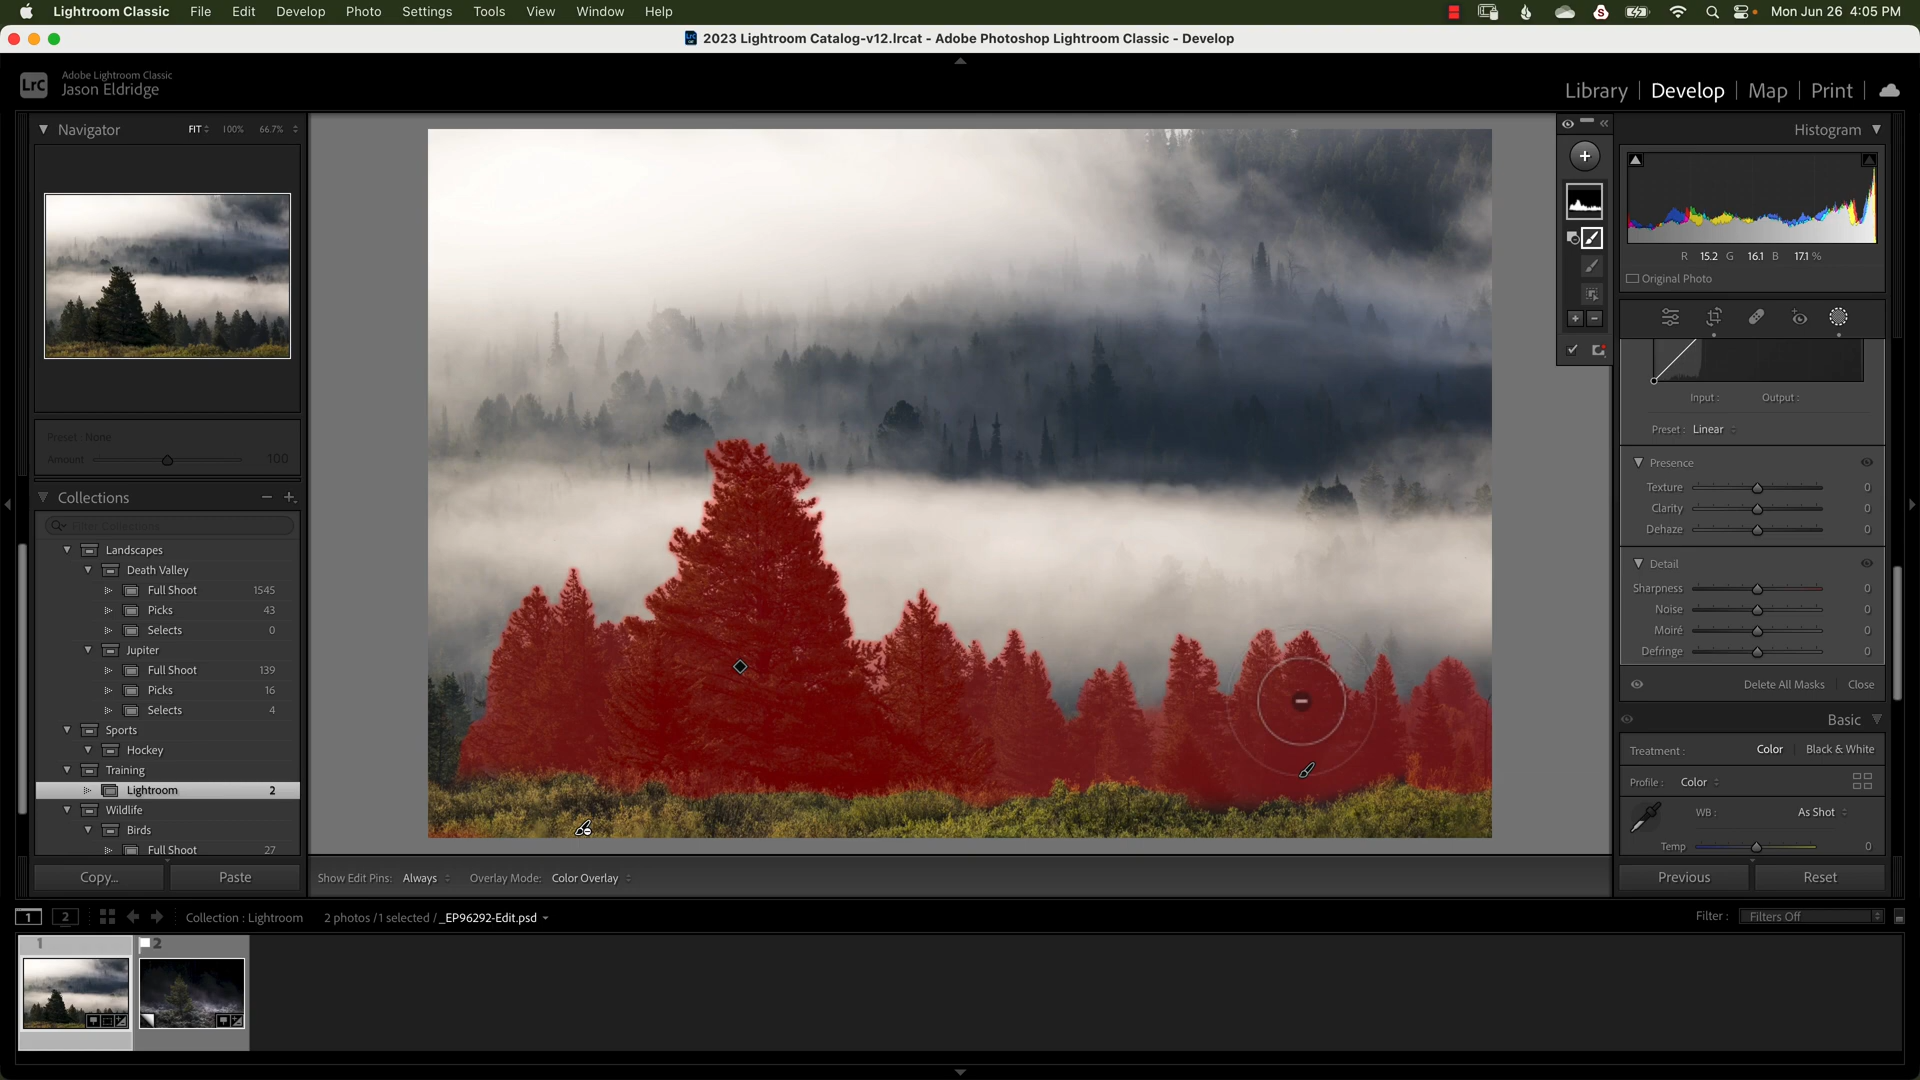 Lightroom Classic File Edit Develop Photo Settings Tools View Window Help Mon Jun 26 4:05 PM
2023 Lightroom Catalog-v12.lrcat - Adobe Photoshop Lightroom Classic - Develop
LrC Adobe Lightroom Classic
Jason Eldridge
Library | Develop | Map | Print |
Navigator FIT 100% 66.7%
Histogram
R 15.2 G 16.1 B 17.1 %
Original Photo
Input : Output :
Preset : Linear
Presence
Texture 0
Clarity 0
Dehaze 0
Detail
Sharpness 0
Noise 0
Moiré 0
Defringe 0
Delete All Masks Close
Basic
Treatment : Color Black & White
Profile : Color
WB : As Shot
Temp 0
Previous Reset
Preset : None
Amount 100
Collections
Filter Collections
Landscapes
Death Valley
Full Shoot 1545
Picks 43
Selects 0
Jupiter
Full Shoot 139
Picks 16
Selects 4
Sports
Hockey
Training
Lightroom 2
Wildlife
Birds
Full Shoot 27
Copy... Paste
Show Edit Pins: Always Overlay Mode: Color Overlay
1 2 Collection : Lightroom 2 photos / 1 selected / _EP96292-Edit.psd
Filter : Filters Off
1 2